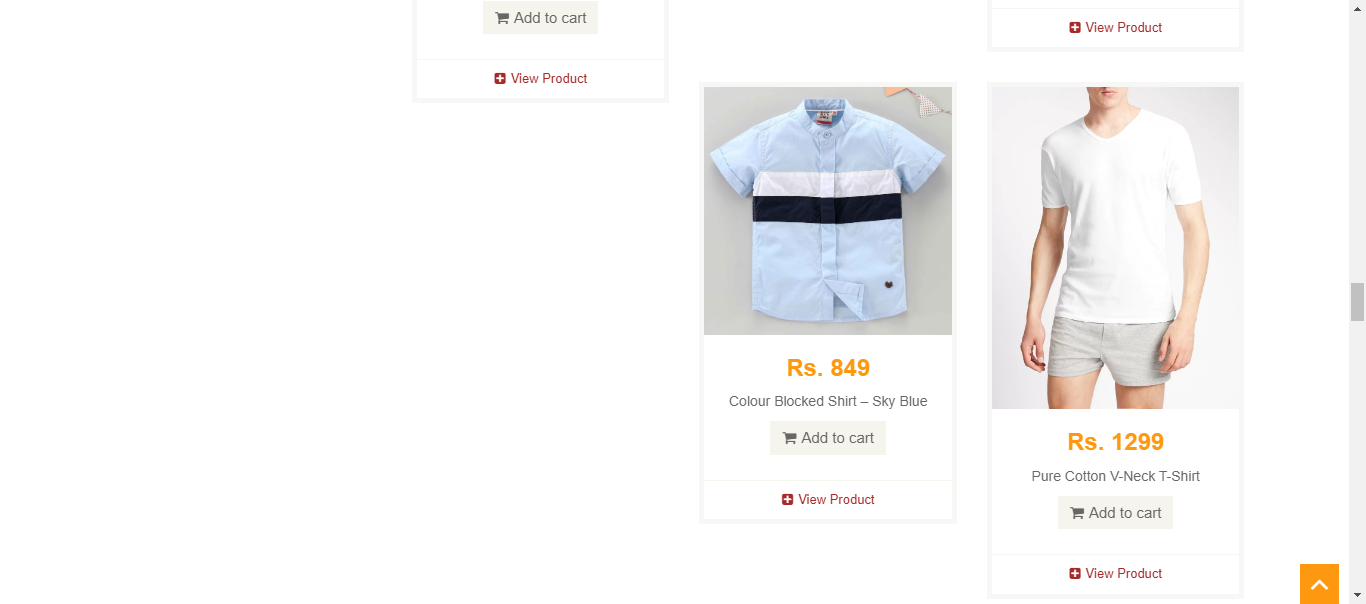 Add to cart
View Product
View Product
Rs. 849
Colour Blocked Shirt – Sky Blue
Add to cart
View Product
Rs. 1299
Pure Cotton V-Neck T-Shirt
Add to cart
View Product